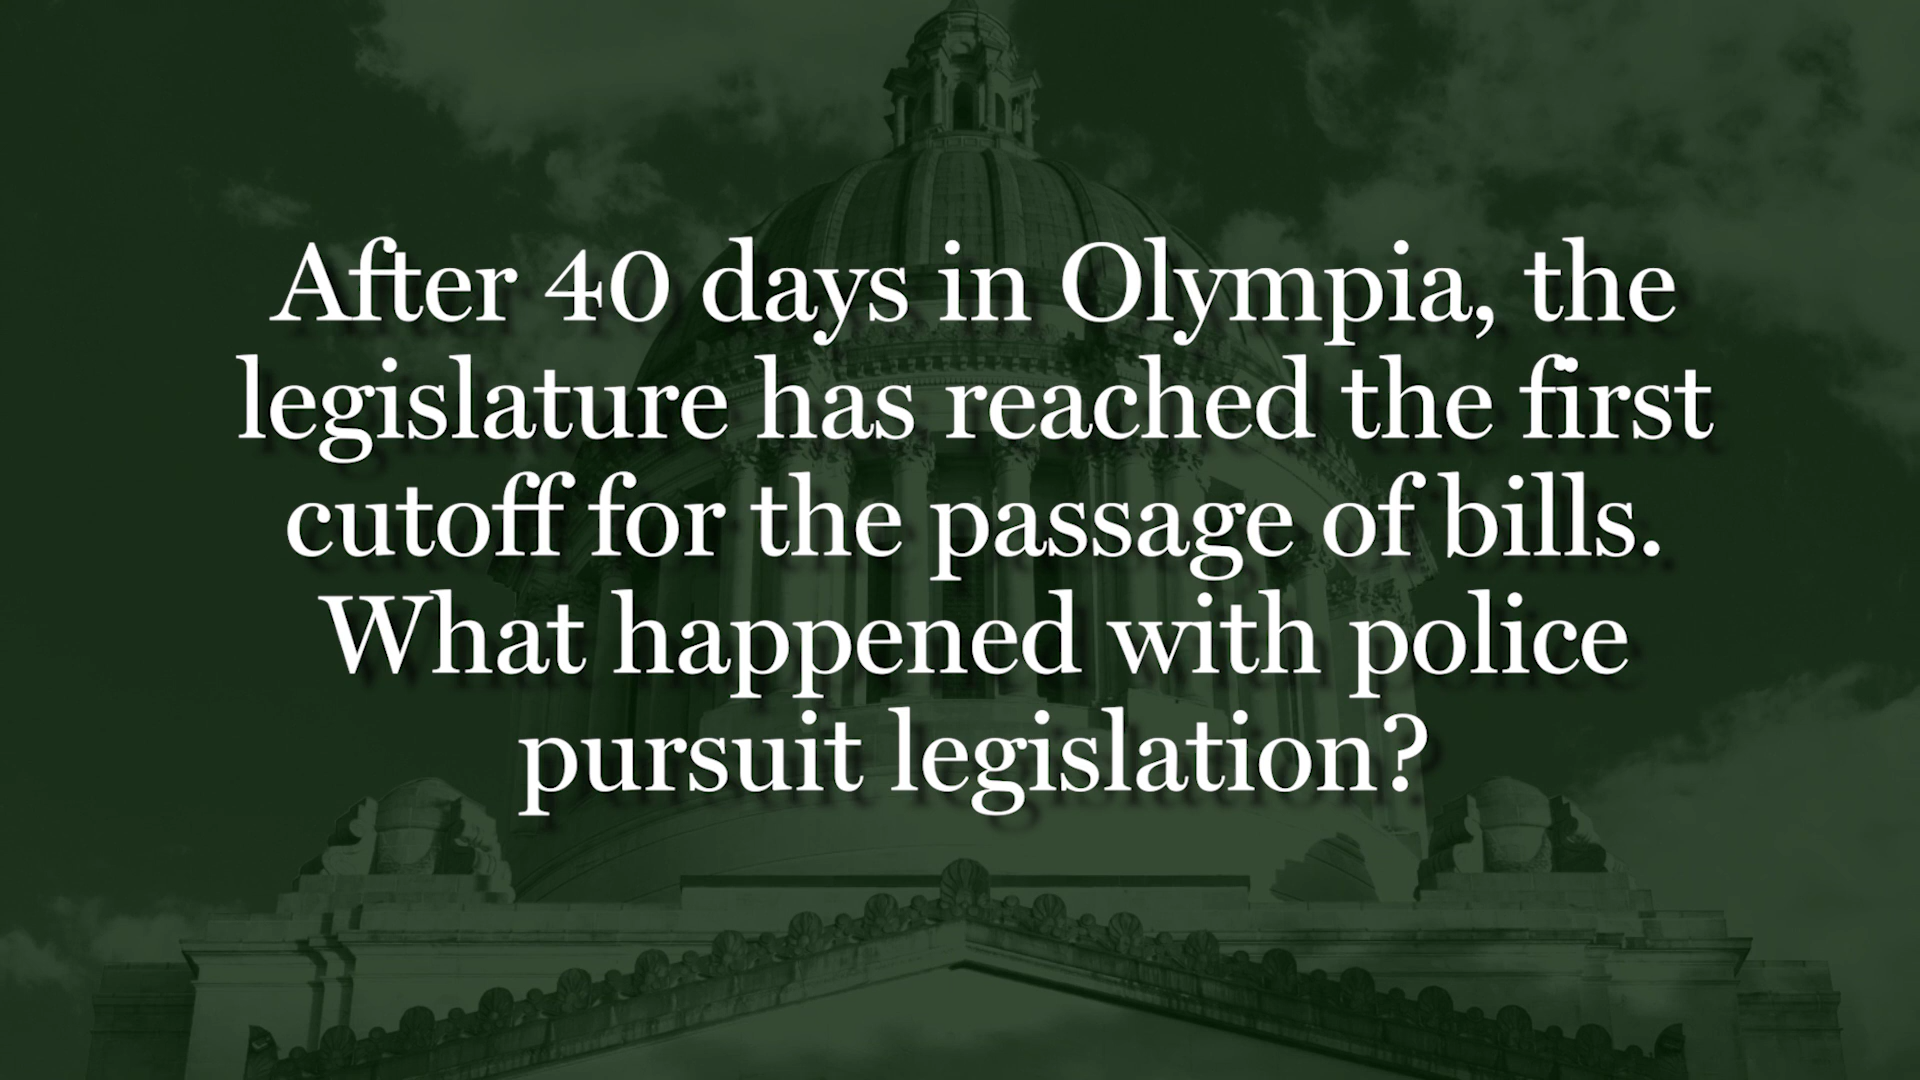 After 40 days in Olympia, the
legislature has reached the first
cutoff for the passage of bills.
What happened with police
pursuit legislation?